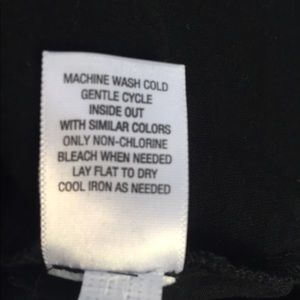 MACHINE WASH COLD
GENTLE CYCLE
INSIDE OUT
WITH SIMILAR COLORS
ONLY NON-CHLORINE
BLEACH WHEN NEEDED
LAY FLAT TO DRY
COOL IRON AS NEEDED